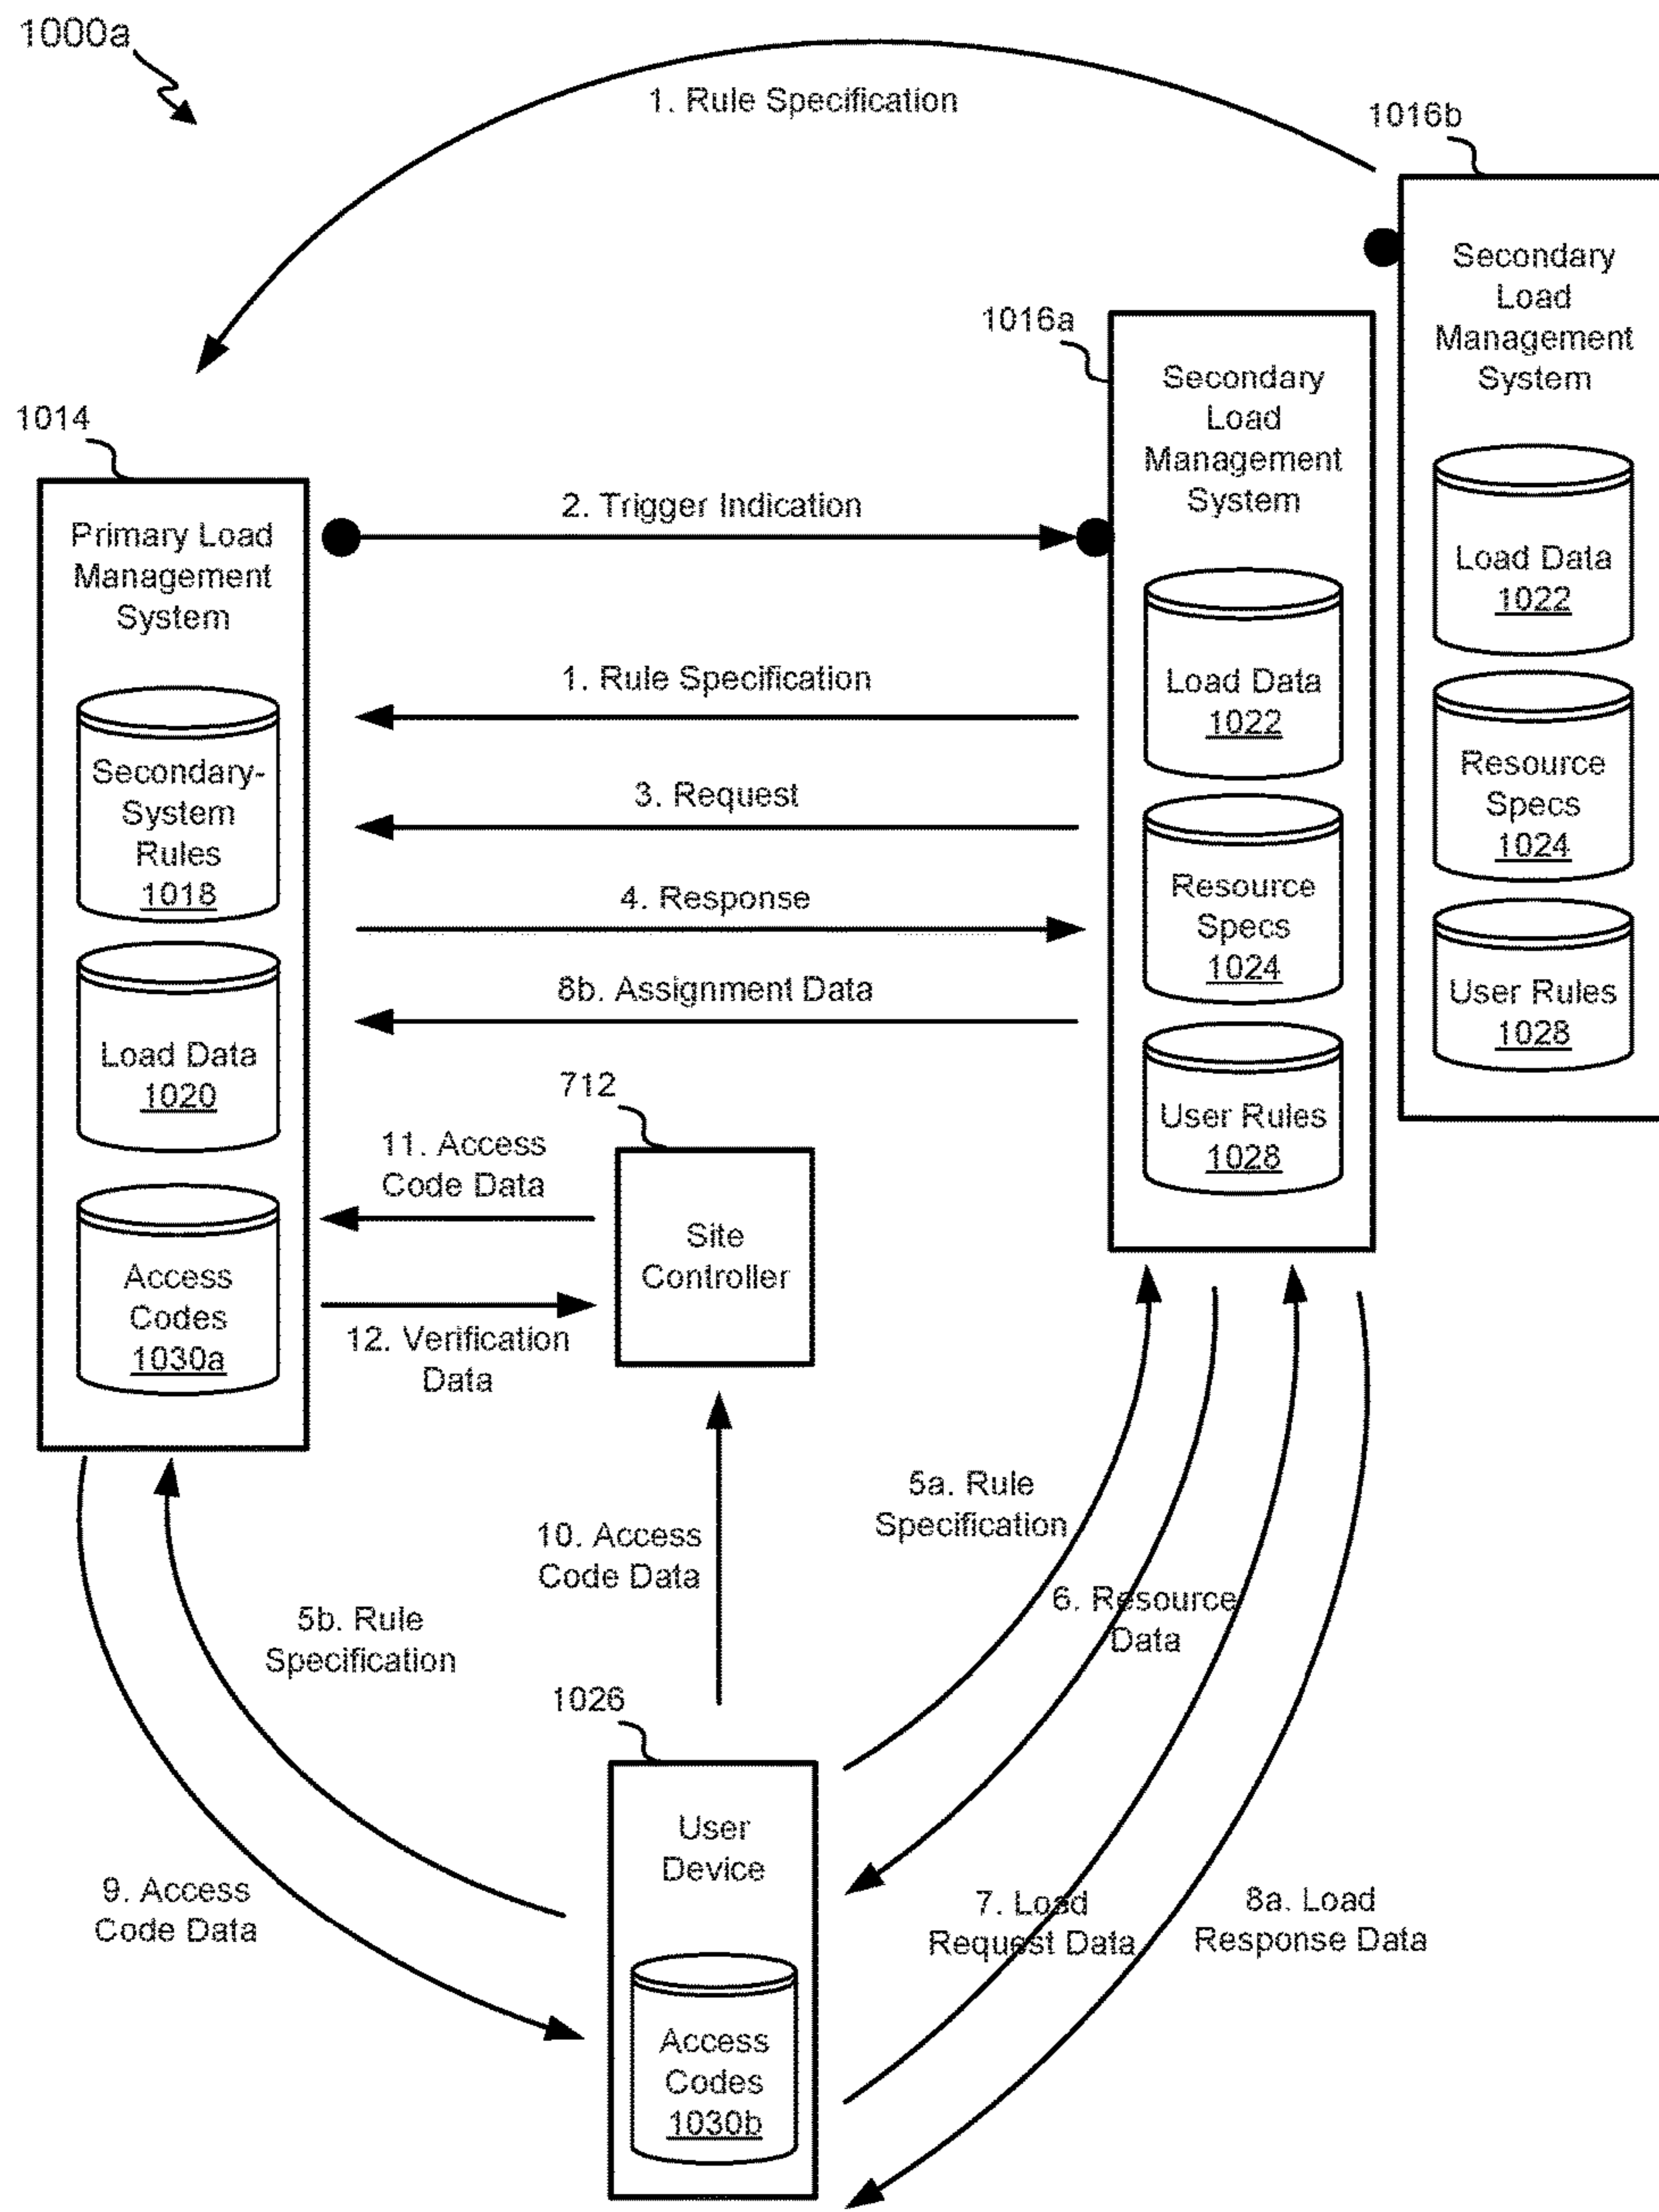 1000a
1. Rule Specification
1016b
Secondary
Load
Management
System
Load Data
1022
Resource
Specs
1024
User Rules
1028
1016a
Secondary
Load
Management
System
Load Data
1022
Resource
Specs
1024
User Rules
1028
1014
Primary Load
Management
System
Secondary-
System
Rules
1018
Load Data
1020
Access
Codes
1030a
2. Trigger Indication
1. Rule Specification
3. Request
4. Response
8b. Assignment Data
712
Site
Controller
11. Access
Code Data
12. Verification
Data
10. Access
Code Data
5a. Rule
Specification
6. Resource
Data
5b. Rule
Specification
1026
User
Device
Access
Codes
1030b
9. Access
Code Data
7. Load
Request Data
8a. Load
Response Data